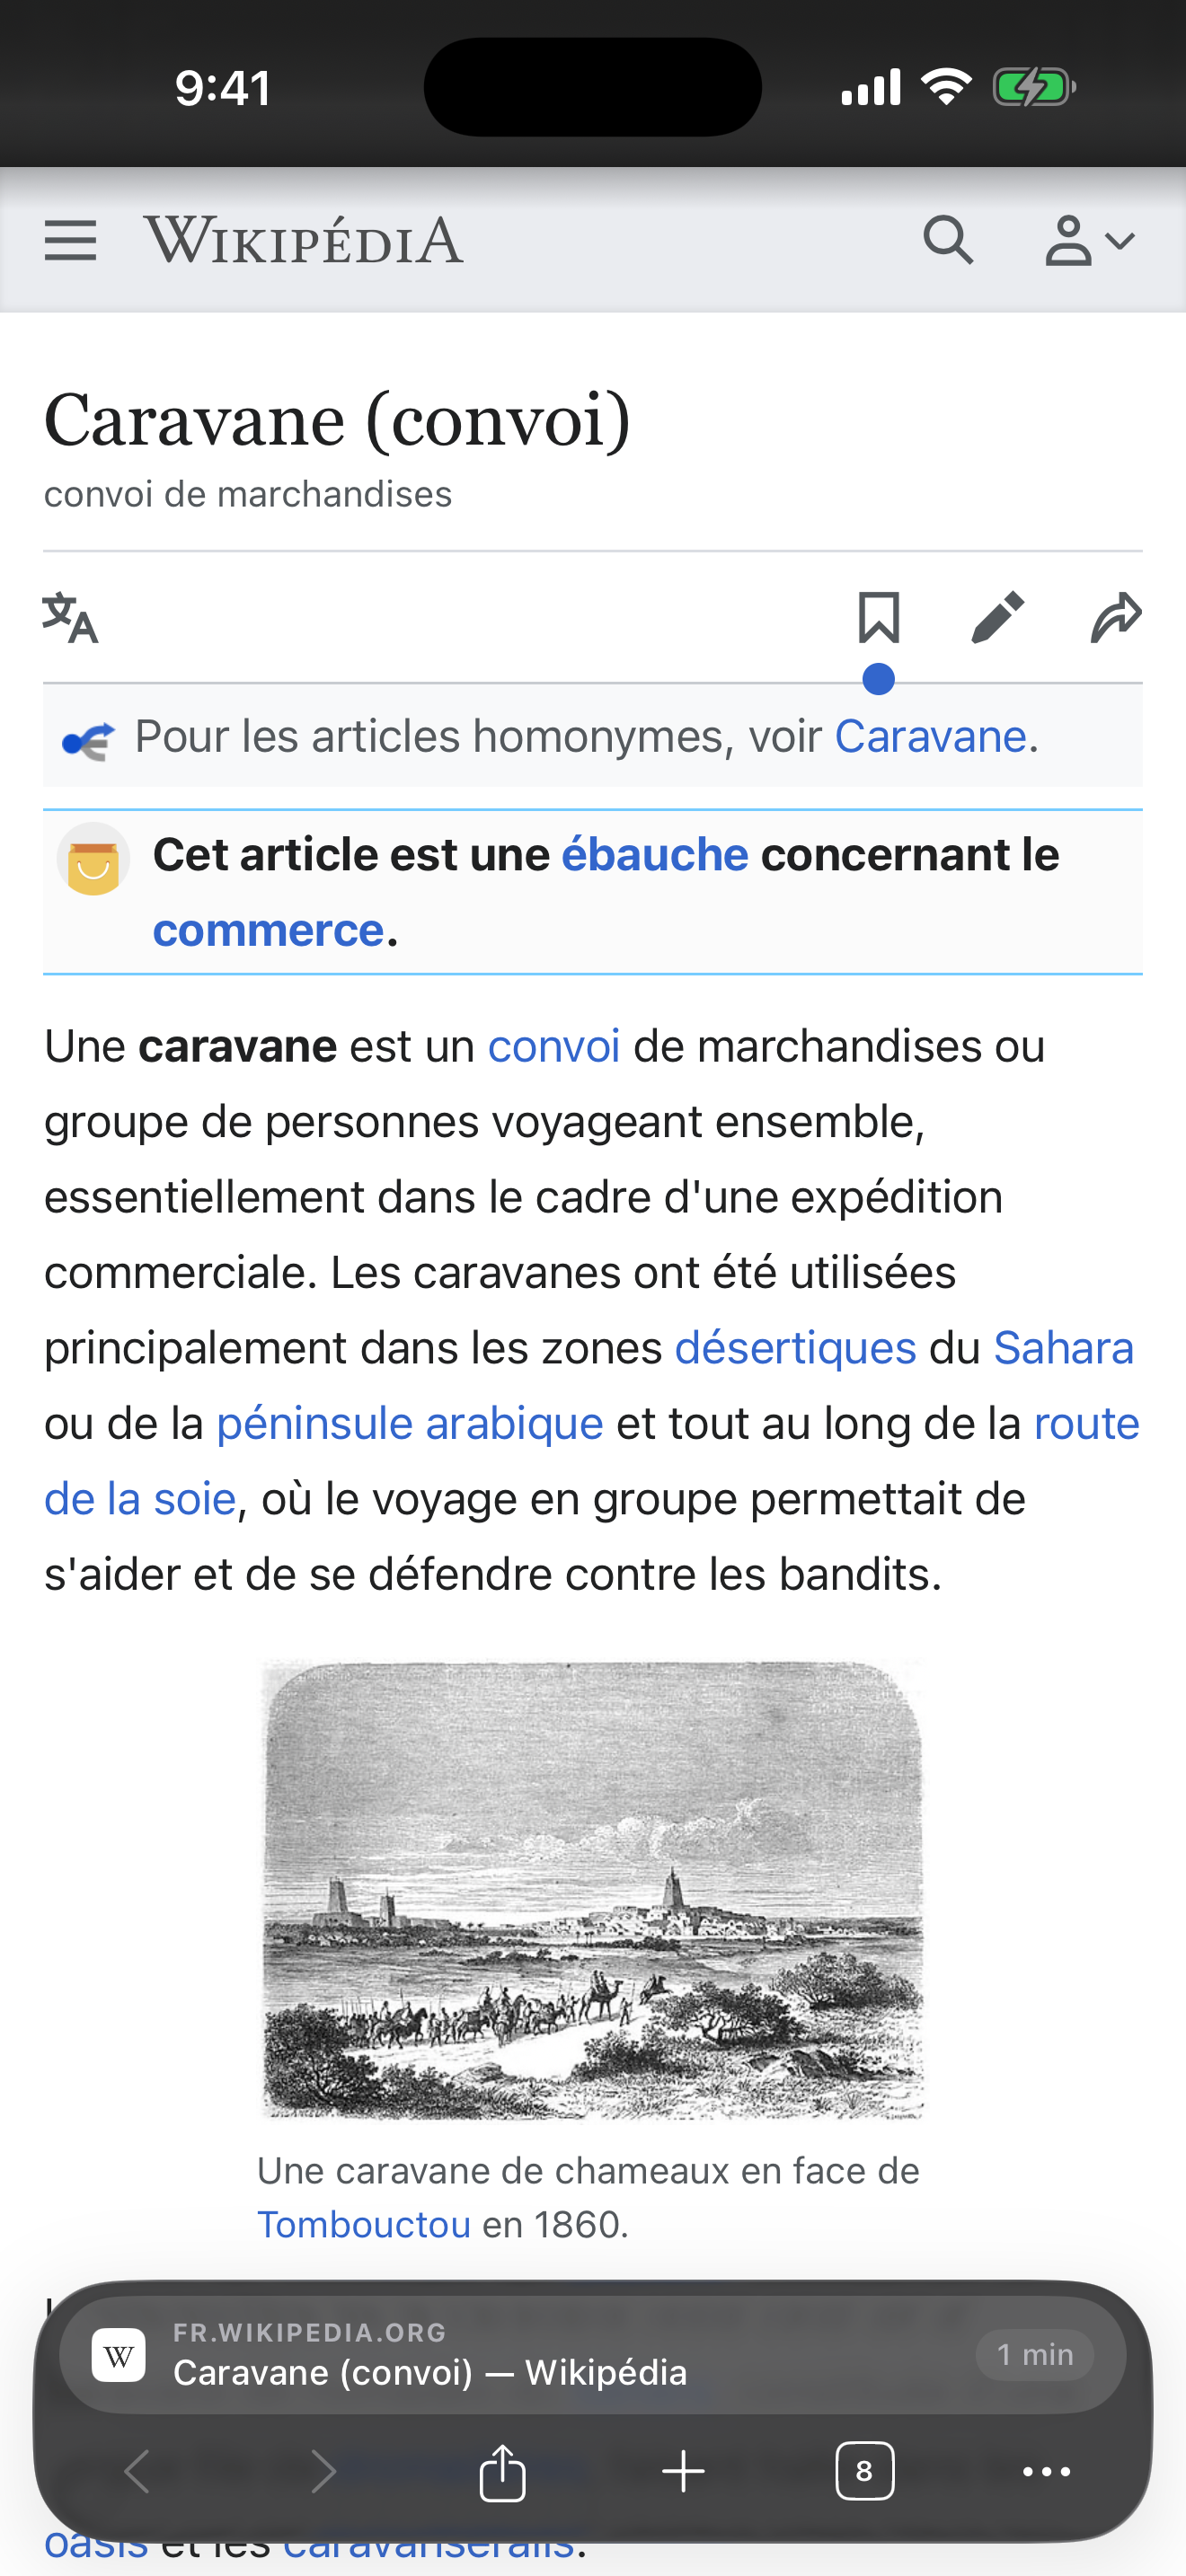 9:41
WIKIPÉDIA
Caravane (convoi)
convoi de marchandises
Pour les articles homonymes, voir Caravane.
Cet article est une ébauche concernant le
commerce.
Une caravane est un convoi de marchandises ou
groupe de personnes voyageant ensemble,
essentiellement dans le cadre d'une expédition
commerciale. Les caravanes ont été utilisées
principalement dans les zones désertiques du Sahara
ou de la péninsule arabique et tout au long de la route
de la soie, où le voyage en groupe permettait de
s'aider et de se défendre contre les bandits.
Une caravane de chameaux en face de
Tombouctou en 1860.
W
FR.WIKIPEDIA.ORG
Caravane (convoi) — Wikipédia
1 min
8
oasis et les caravansérails.